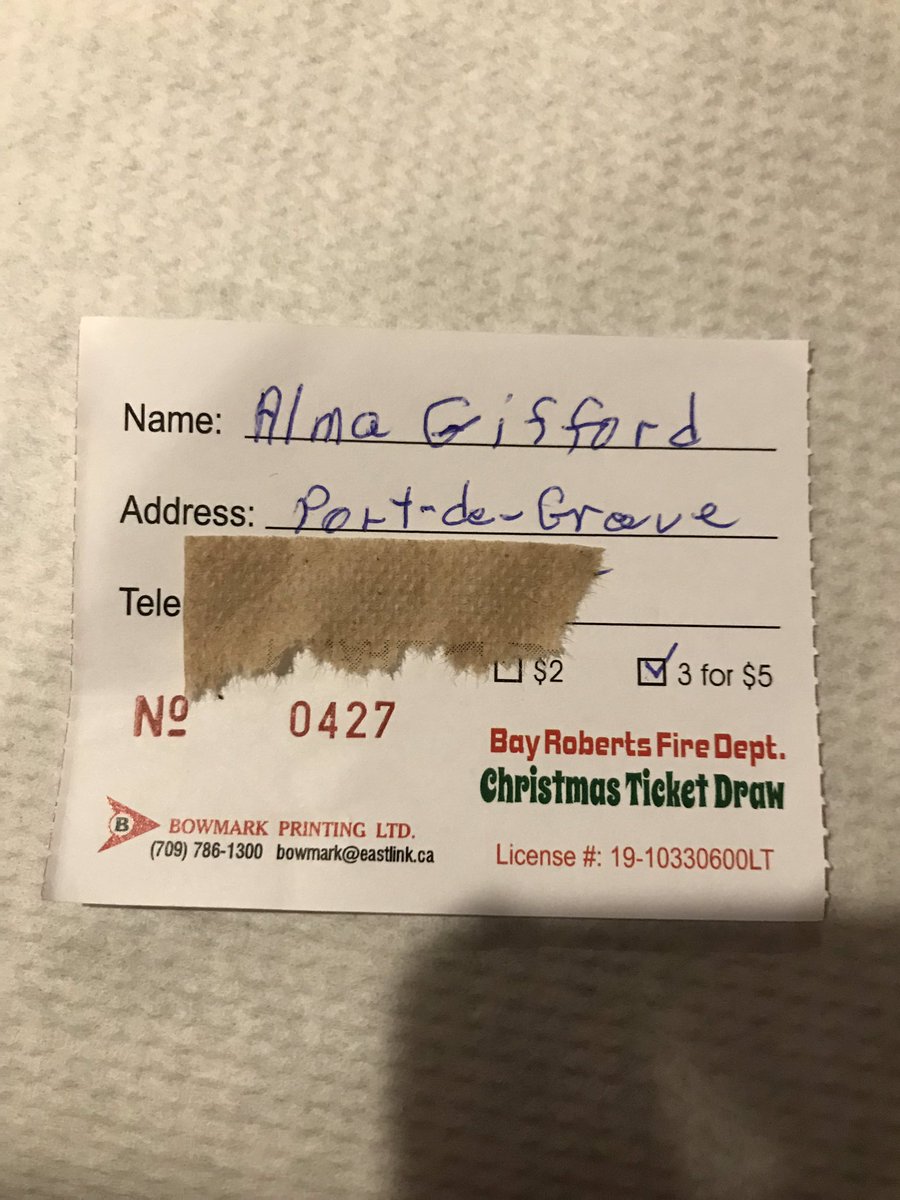 Name: Alma Gifford
Address: Port-de-Grave
Tele
$2 3 for $5
Nº 0427
Bay Roberts Fire Dept.
Christmas Ticket Draw
B BOWMARK PRINTING LTD.
(709) 786-1300 bowmark@eastlink.ca
License #: 19-10330600LT